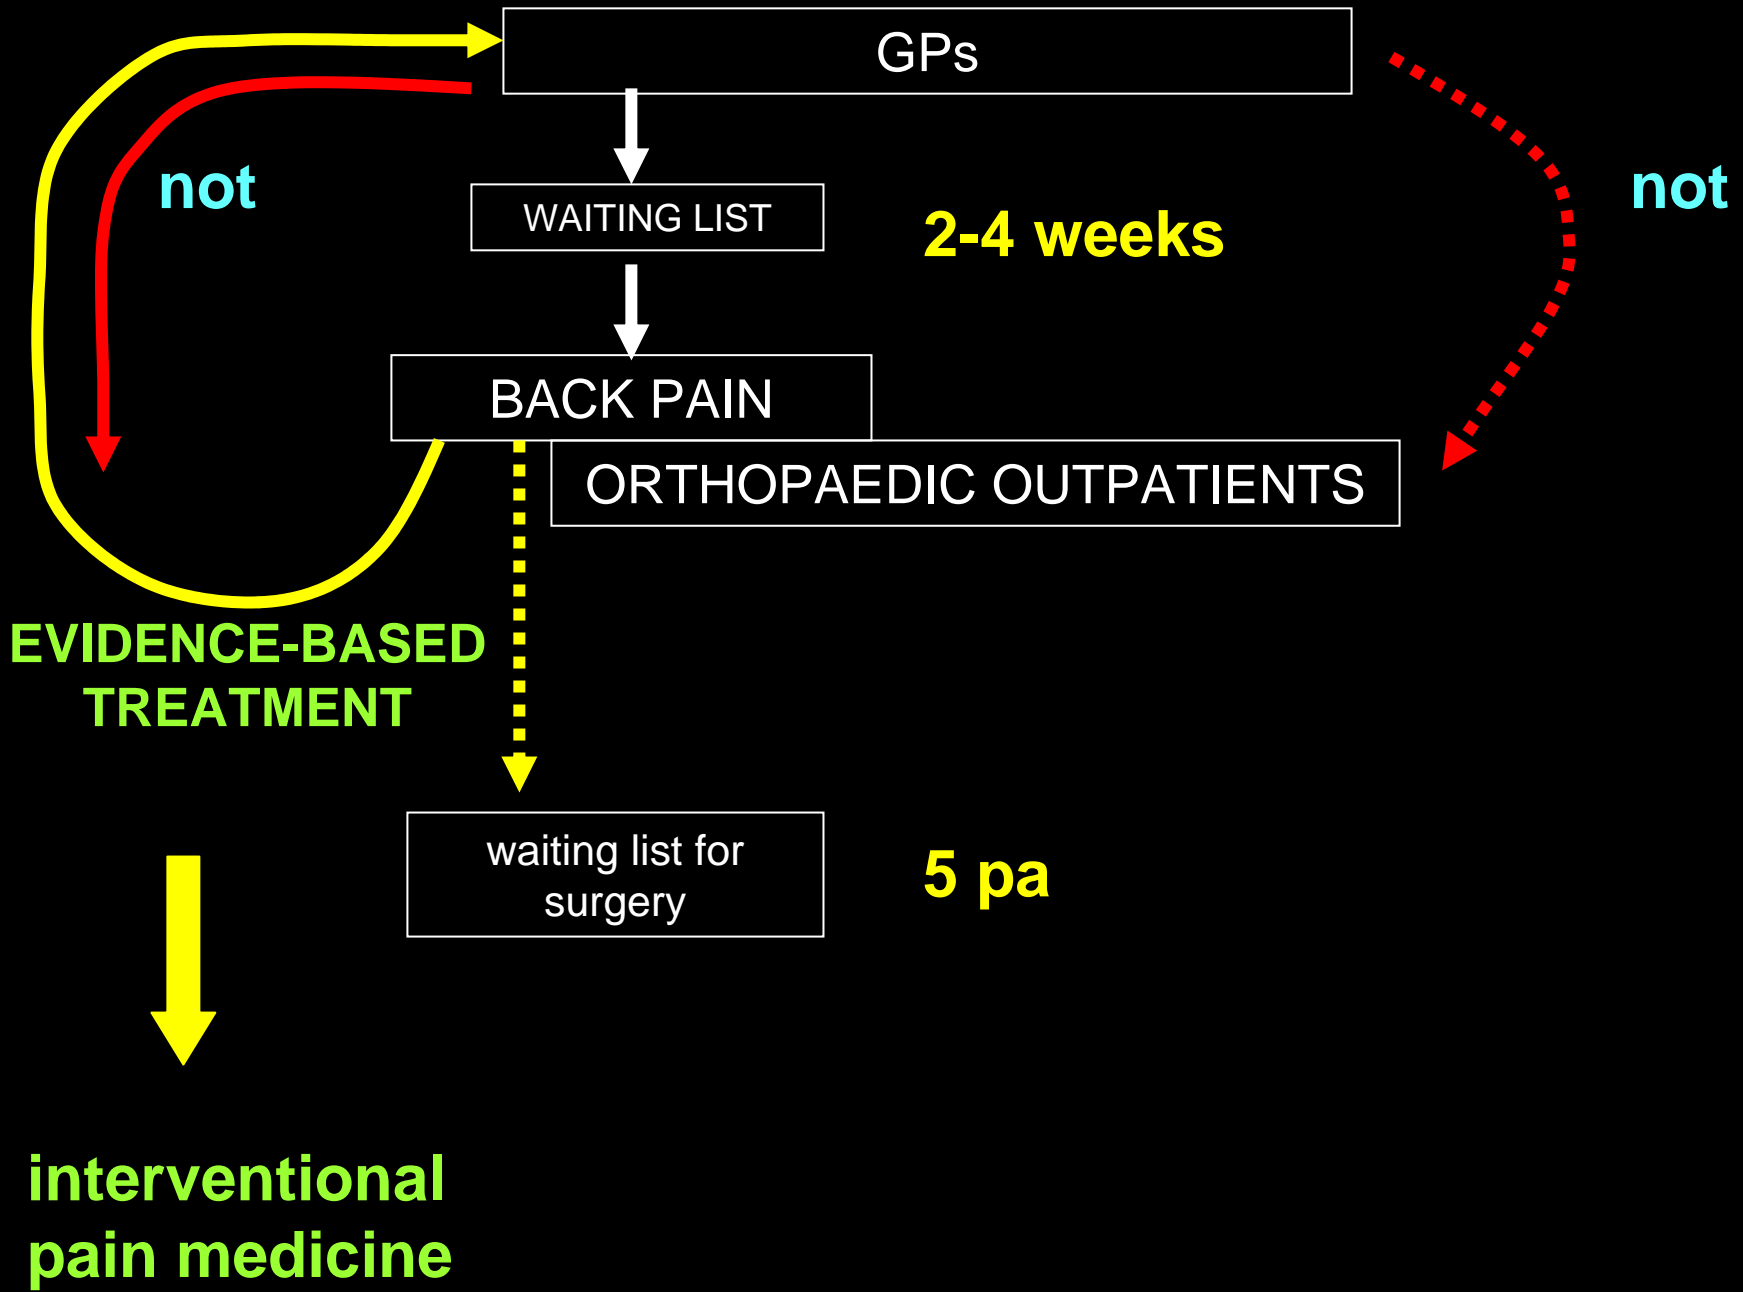 GPs
not
not
WAITING LIST
2-4 weeks
BACK PAIN
ORTHOPAEDIC OUTPATIENTS
EVIDENCE-BASED
TREATMENT
waiting list for
surgery
5 pa
interventional
pain medicine